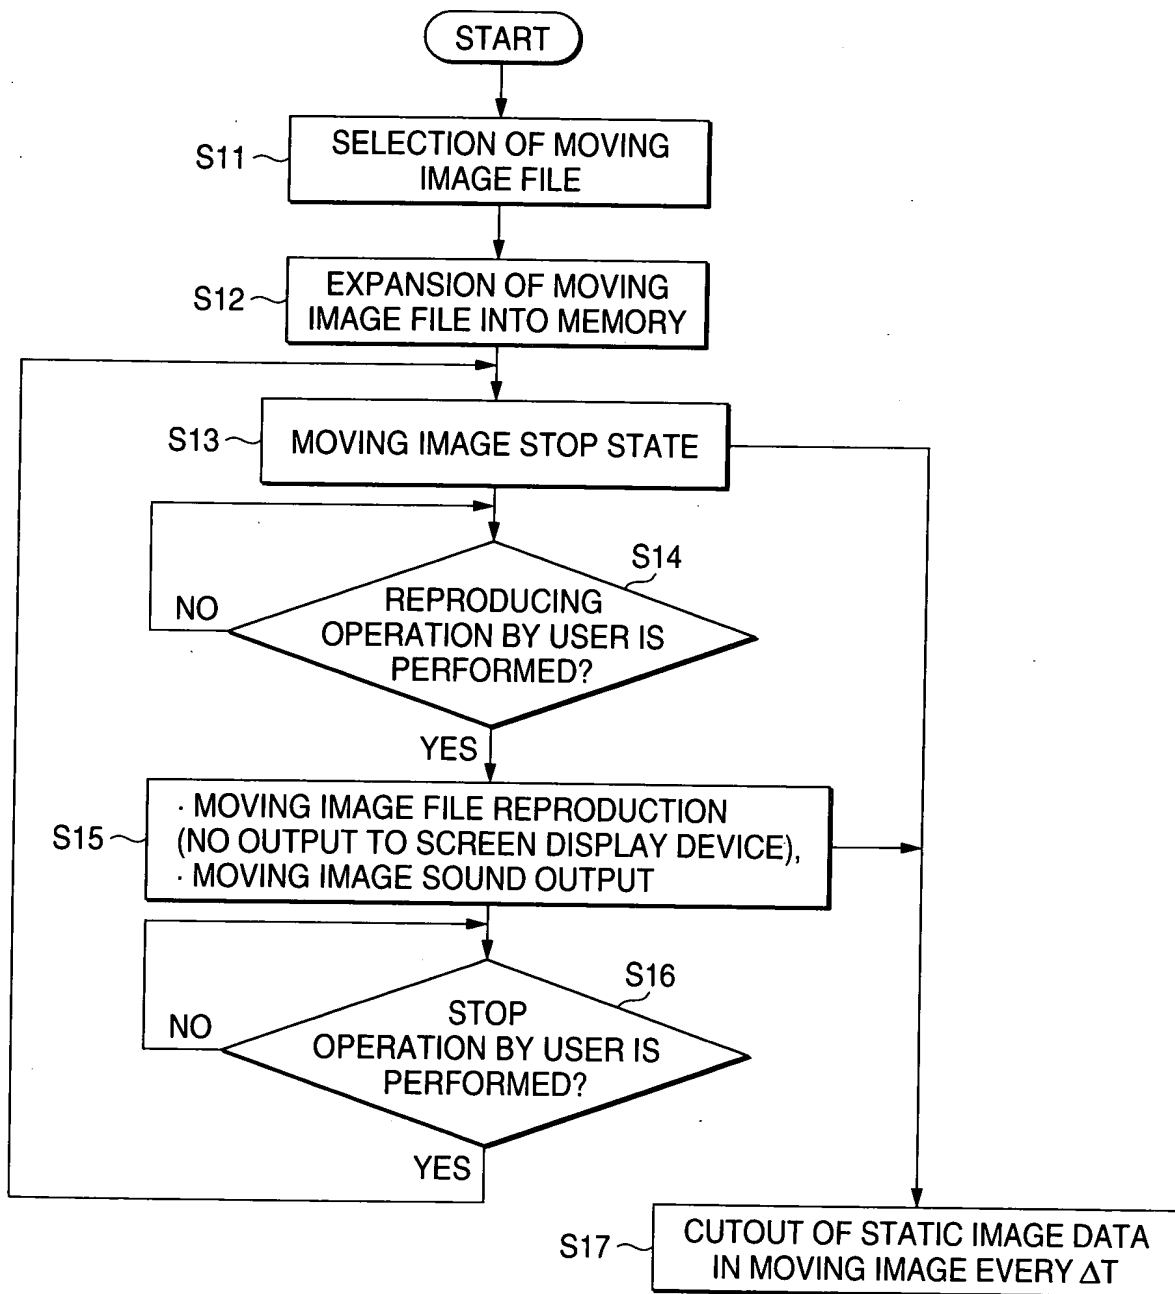 START
S11
SELECTION OF MOVING
IMAGE FILE
S12
EXPANSION OF MOVING
IMAGE FILE INTO MEMORY
S13
MOVING IMAGE STOP STATE
S14
NO
REPRODUCING
OPERATION BY USER IS
PERFORMED?
YES
S15
· MOVING IMAGE FILE REPRODUCTION
(NO OUTPUT TO SCREEN DISPLAY DEVICE),
· MOVING IMAGE SOUND OUTPUT
S16
NO
STOP
OPERATION BY USER IS
PERFORMED?
YES
S17
CUTOUT OF STATIC IMAGE DATA
IN MOVING IMAGE EVERY ΔT